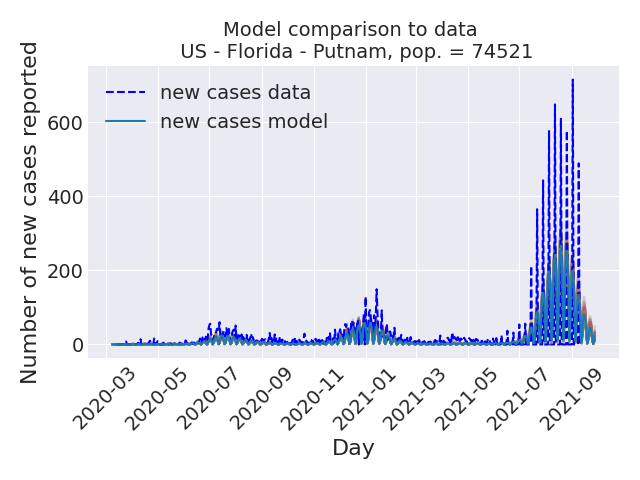 Model comparison to data
US - Florida - Putnam, pop. = 74521
Number of new cases reported
new cases data
new cases model
600
400
200
0
2020-03
2020-05
2020-07
2020-09
2020-11
2021-01
2021-03
2021-05
2021-07
2021-09
Day